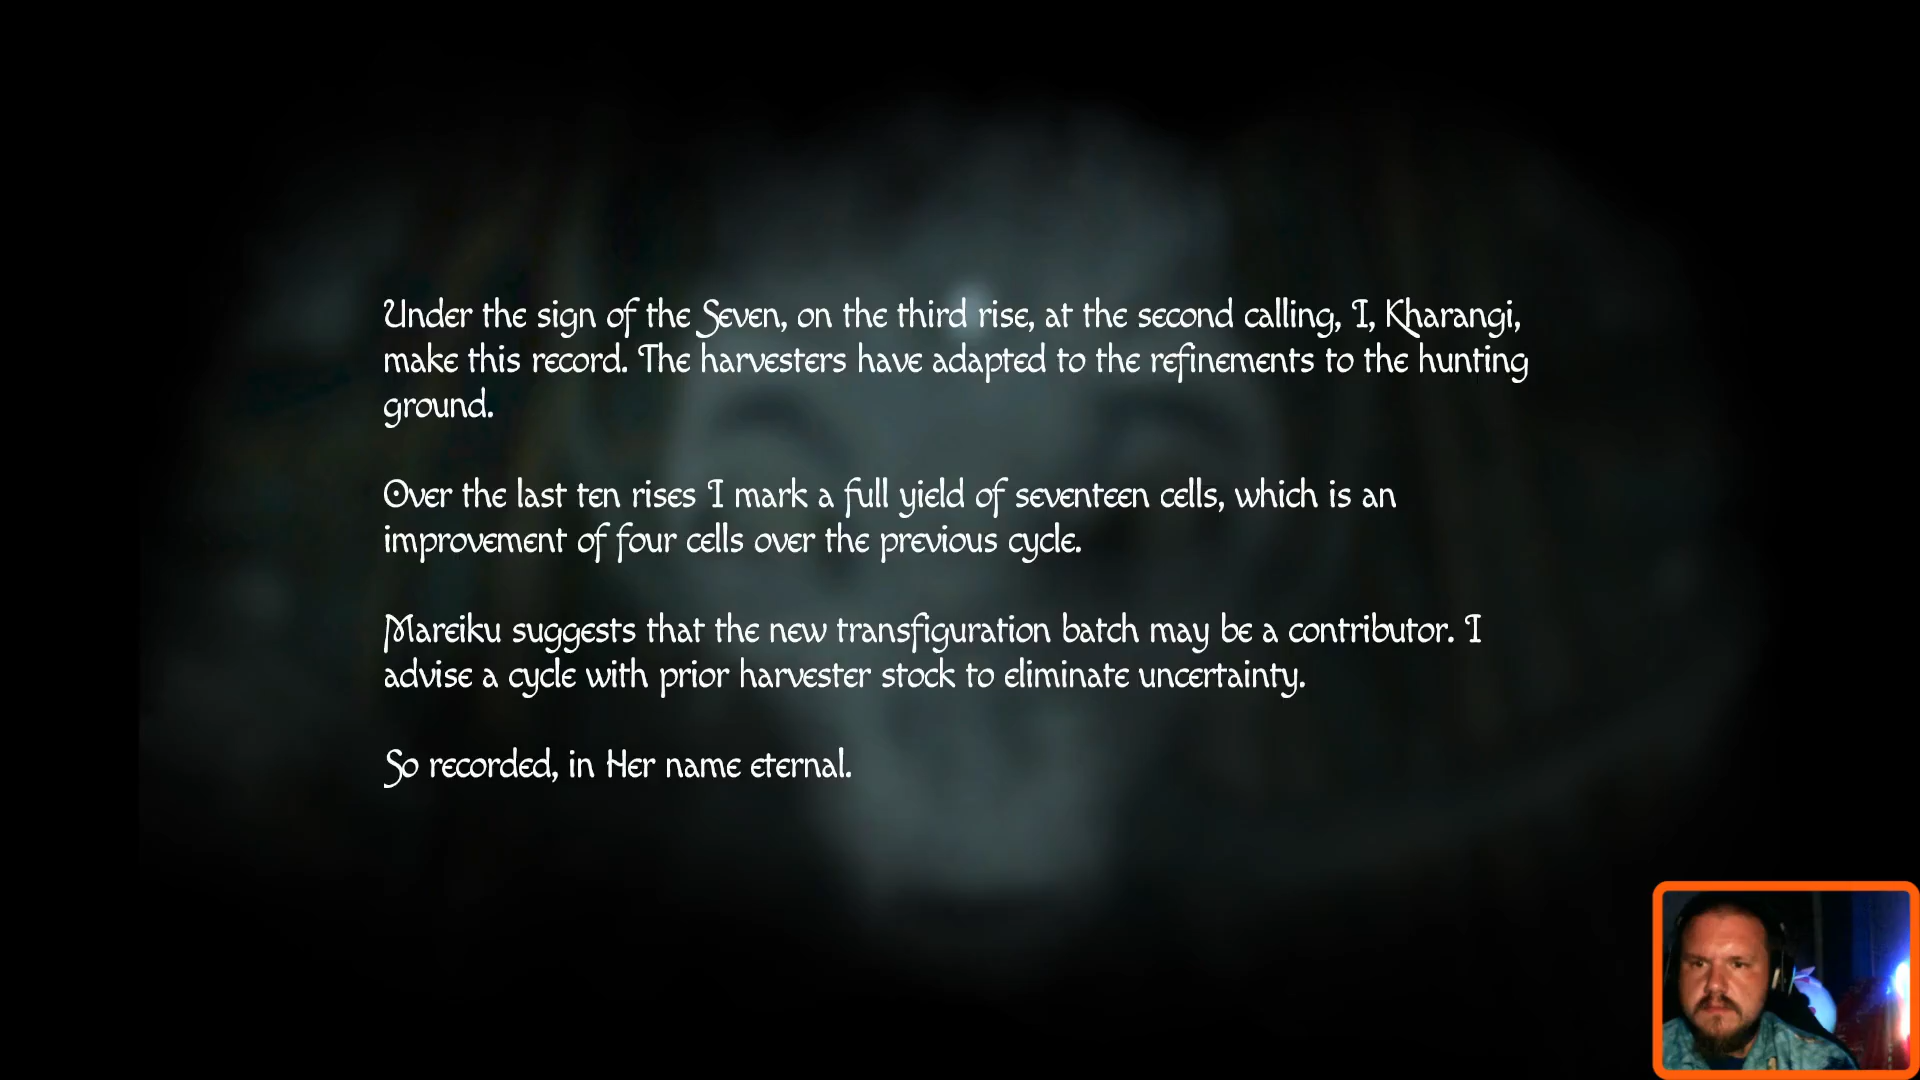 Under the sign of the Seven, on the third rise, at the second calling, I, Kharangi,
make this record. The harvesters have adapted to the refinements to the hunting
ground.
Over the last ten rises I mark a full yield of seventeen cells, which is an
improvement of four cells over the previous cycle.
Mareiku suggests that the new transfiguration batch may be a contributor. I
advise a cycle with prior harvester stock to eliminate uncertainty.
So recorded, in Her name eternal.